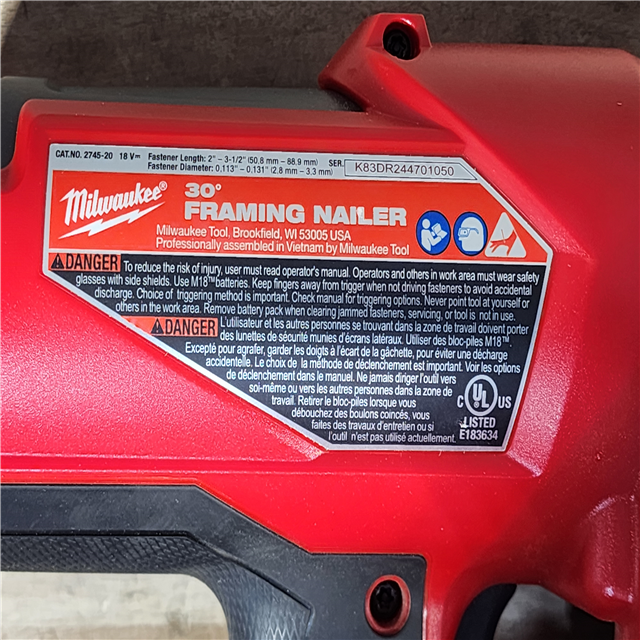 CAT.NO. 2745-20 18 V⎓ Fastener Length: 2" – 3-1/2" (50,8 mm – 88,9 mm) SER. K83DR244701050
Fastener Diameter: 0,113" – 0,131" (2.8 mm – 3.3 mm)
Milwaukee®
30°
FRAMING NAILER
Milwaukee Tool, Brookfield, WI 53005 USA
Professionally assembled in Vietnam by Milwaukee Tool
DANGER To reduce the risk of injury, user must read operator's manual. Operators and others in work area must wear safety
glasses with side shields. Use M18™ batteries. Keep fingers away from trigger when not driving fasteners to avoid accidental
discharge. Choice of triggering method is important. Check manual for triggering options. Never point tool at yourself or
others in the work area. Remove battery pack when clearing jammed fasteners, servicing, or tool is not in use.
DANGER L'utilisateur et les autres personnes se trouvant dans la zone de travail doivent porter
des lunettes de sécurité munies d'écrans latéraux. Utiliser des bloc-piles M18™.
Excepté pour agrafer, garder les doigts à l'écart de la gâchette, pour éviter une décharge
accidentelle. Le choix de la méthode de déclenchement est important. Voir le manuel pour les options
de déclenchement dans le manuel. Ne jamais diriger l'outil vers
soi-même ou vers les autres personnes dans la zone de
travail. Retirer le bloc-piles lorsque vous
débouchez des boulons coincés, vous
faites des travaux d'entretien ou si
l'outil n'est pas utilisé actuellement.
C UL US
LISTED
E183634